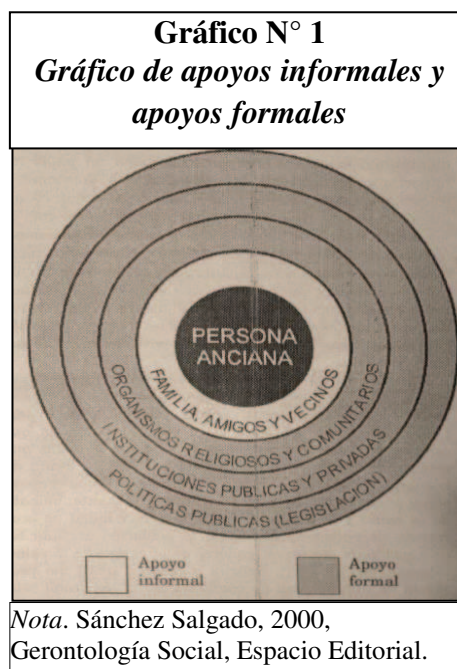 Gráfico N° 1
Gráfico de apoyos informales y
apoyos formales
PERSONA
ANCIANA
FAMILIA, AMIGOS Y VECINOS
ORGANISMOS RELIGIOSOS Y COMUNITARIOS
INSTITUCIONES PUBLICAS Y PRIVADAS
POLITICAS PUBLICAS (LEGISLACION)
Apoyo
informal
Apoyo
formal
Nota. Sánchez Salgado, 2000,
Gerontología Social, Espacio Editorial.